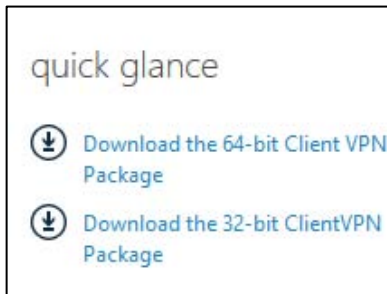 quick glance
Download the 64-bit Client VPN
Package
Download the 32-bit ClientVPN
Package